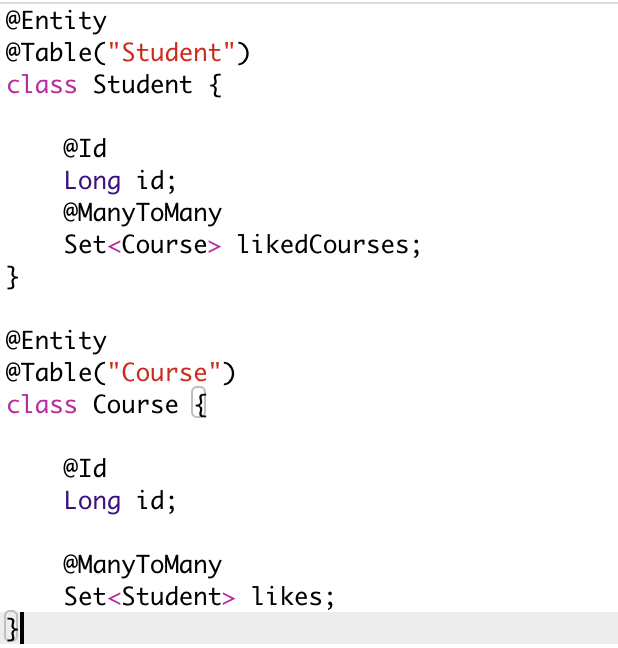 @Entity
@Table("Student")
class Student {
@Id
Long id;
@ManyToMany
Set<Course> likedCourses;
}
@Entity
@Table("Course")
class Course {
@Id
Long id;
@ManyToMany
Set<Student> likes;
}